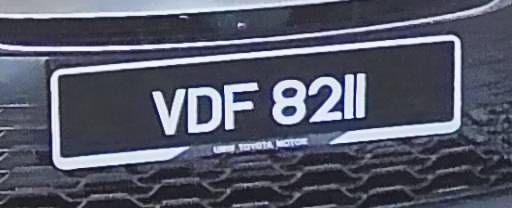 VDF 8211
UMW TOYOTA MOTOR